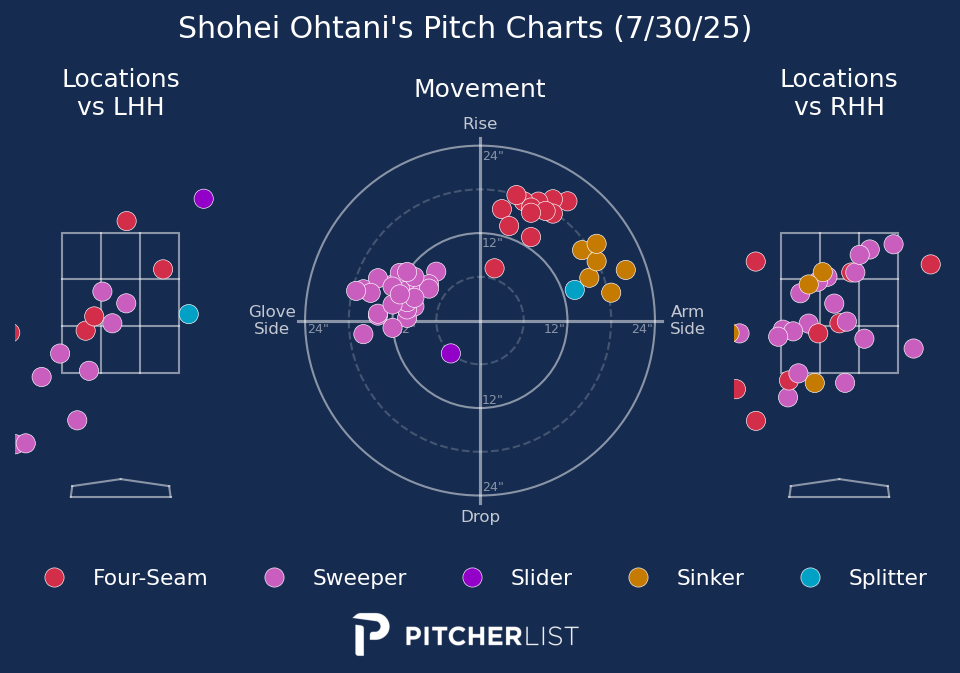 Shohei Ohtani's Pitch Charts (7/30/25)
Locations
vs LHH
Movement
Locations
vs RHH
Rise
24"
12"
Glove
Side
24"
12"
24"
Arm
Side
12"
24"
Drop
Four-Seam
Sweeper
Slider
Sinker
Splitter
PITCHERLIST